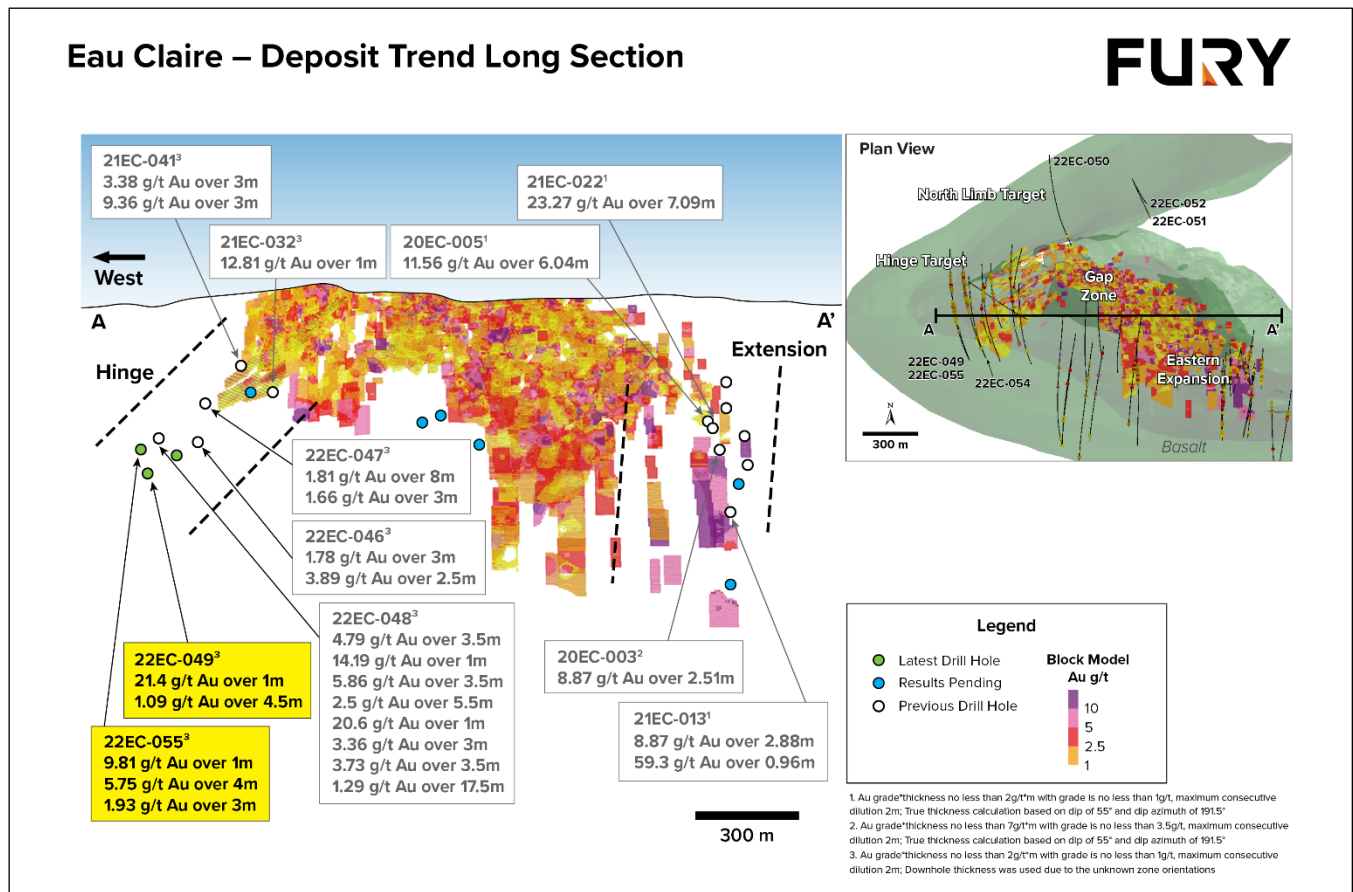 Eau Claire – Deposit Trend Long Section
FURY
21EC-041³
3.38 g/t Au over 3m
9.36 g/t Au over 3m
21EC-032³
12.81 g/t Au over 1m
20EC-005¹
11.56 g/t Au over 6.04m
21EC-022¹
23.27 g/t Au over 7.09m
West
A
A'
Hinge
Extension
22EC-047³
1.81 g/t Au over 8m
1.66 g/t Au over 3m
22EC-046³
1.78 g/t Au over 3m
3.89 g/t Au over 2.5m
22EC-048³
4.79 g/t Au over 3.5m
14.19 g/t Au over 1m
5.86 g/t Au over 3.5m
2.5 g/t Au over 5.5m
20.6 g/t Au over 1m
3.36 g/t Au over 3m
3.73 g/t Au over 3.5m
1.29 g/t Au over 17.5m
22EC-049³
21.4 g/t Au over 1m
1.09 g/t Au over 4.5m
22EC-055³
9.81 g/t Au over 1m
5.75 g/t Au over 4m
1.93 g/t Au over 3m
20EC-003²
8.87 g/t Au over 2.51m
21EC-013¹
8.87 g/t Au over 2.88m
59.3 g/t Au over 0.96m
300 m
Plan View
22EC-050
North Limb Target
22EC-052
22EC-051
Hinge Target
Gap
Zone
A
A'
22EC-049
22EC-055
22EC-054
Eastern
Expansion
N
300 m
Basalt
Legend
Latest Drill Hole
Results Pending
Previous Drill Hole
Block Model
Au g/t
10
5
2.5
1
1. Au grade*thickness no less than 2g/t*m with grade is no less than 1g/t, maximum consecutive
dilution 2m; True thickness calculation based on dip of 55° and dip azimuth of 191.5°
2. Au grade*thickness no less than 7g/t*m with grade is no less than 3.5g/t, maximum consecutive
dilution 2m; True thickness calculation based on dip of 55° and dip azimuth of 191.5°
3. Au grade*thickness no less than 2g/t*m with grade is no less than 1g/t, maximum consecutive
dilution 2m; Downhole thickness was used due to the unknown zone orientations